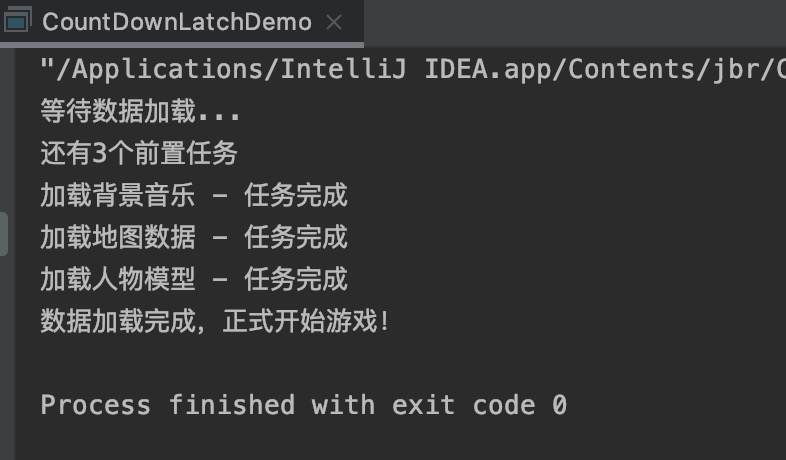 CountDownLatchDemo
"/Applications/IntelliJ IDEA.app/Contents/jbr/
等待数据加载...
还有3个前置任务
加载背景音乐 - 任务完成
加载地图数据 - 任务完成
加载人物模型 - 任务完成
数据加载完成，正式开始游戏！
Process finished with exit code 0